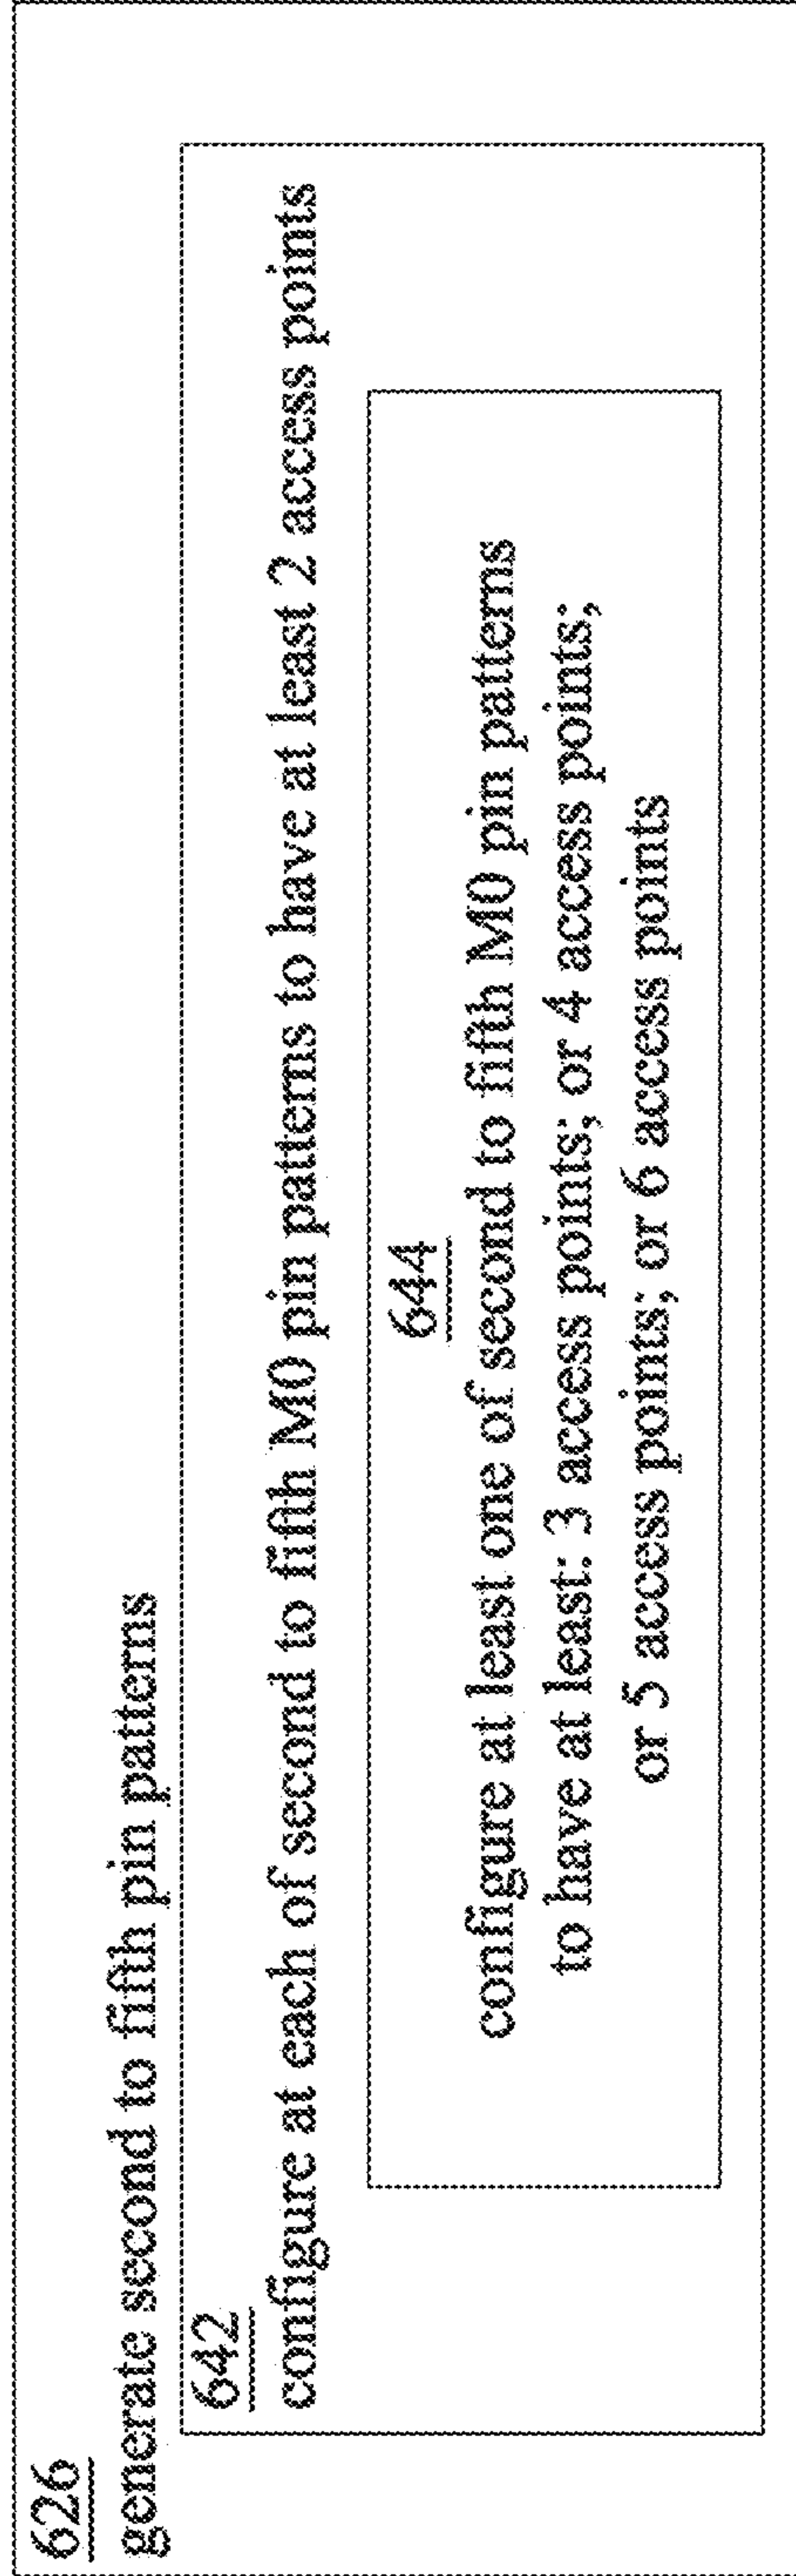 626
generate second to fifth pin patterns
642
configure at each of second to fifth M0 pin patterns to have at least 2 access points
644
configure at least one of second to fifth M0 pin patterns
to have at least: 3 access points; or 4 access points;
or 5 access points; or 6 access points